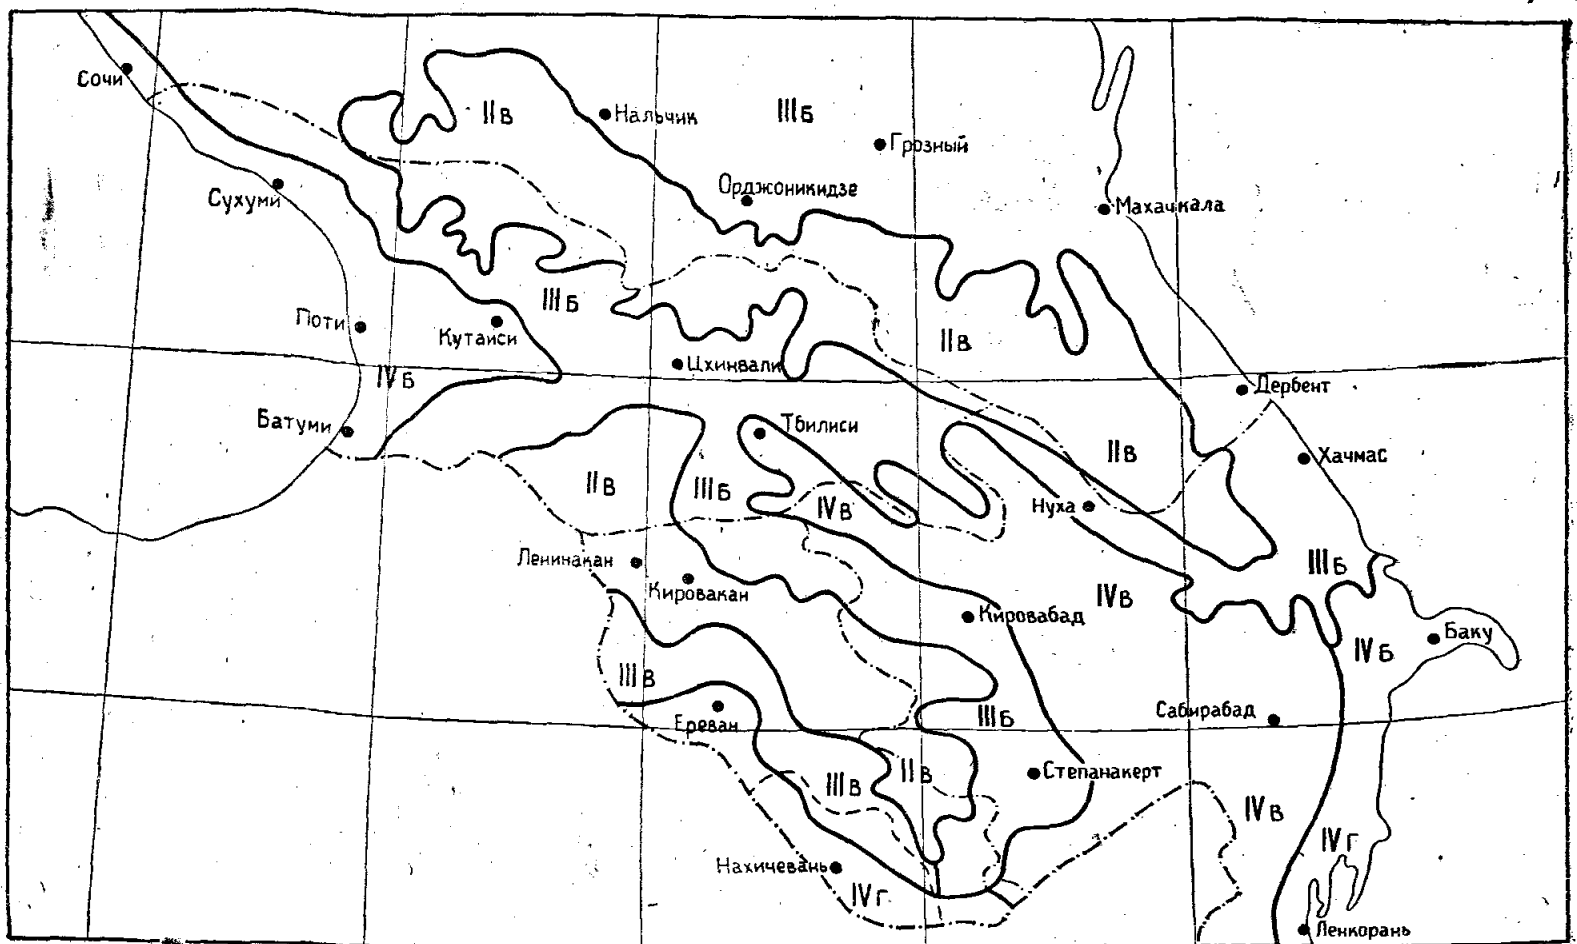 Сочи
IIв
Нальчик
IIIБ
Грозный
Сухуми
Орджоникидзе
Махачкала
IIIБ
Поти
Кутаиси
IIв
IVБ
Цхинвали
Дербент
Батуми
Тбилиси
IIв
Хачмас
IIв
IIIБ
IVв
Нуха
Ленинакан
IIIБ
Кировакан
IVв
Кировабад
Баку
IVБ
IIIв
Ереван
IIIБ
Сабирабад
IIIв
IIв
Степанакерт
IVв
IVг
Нахичевань
IVг
Ленкорань